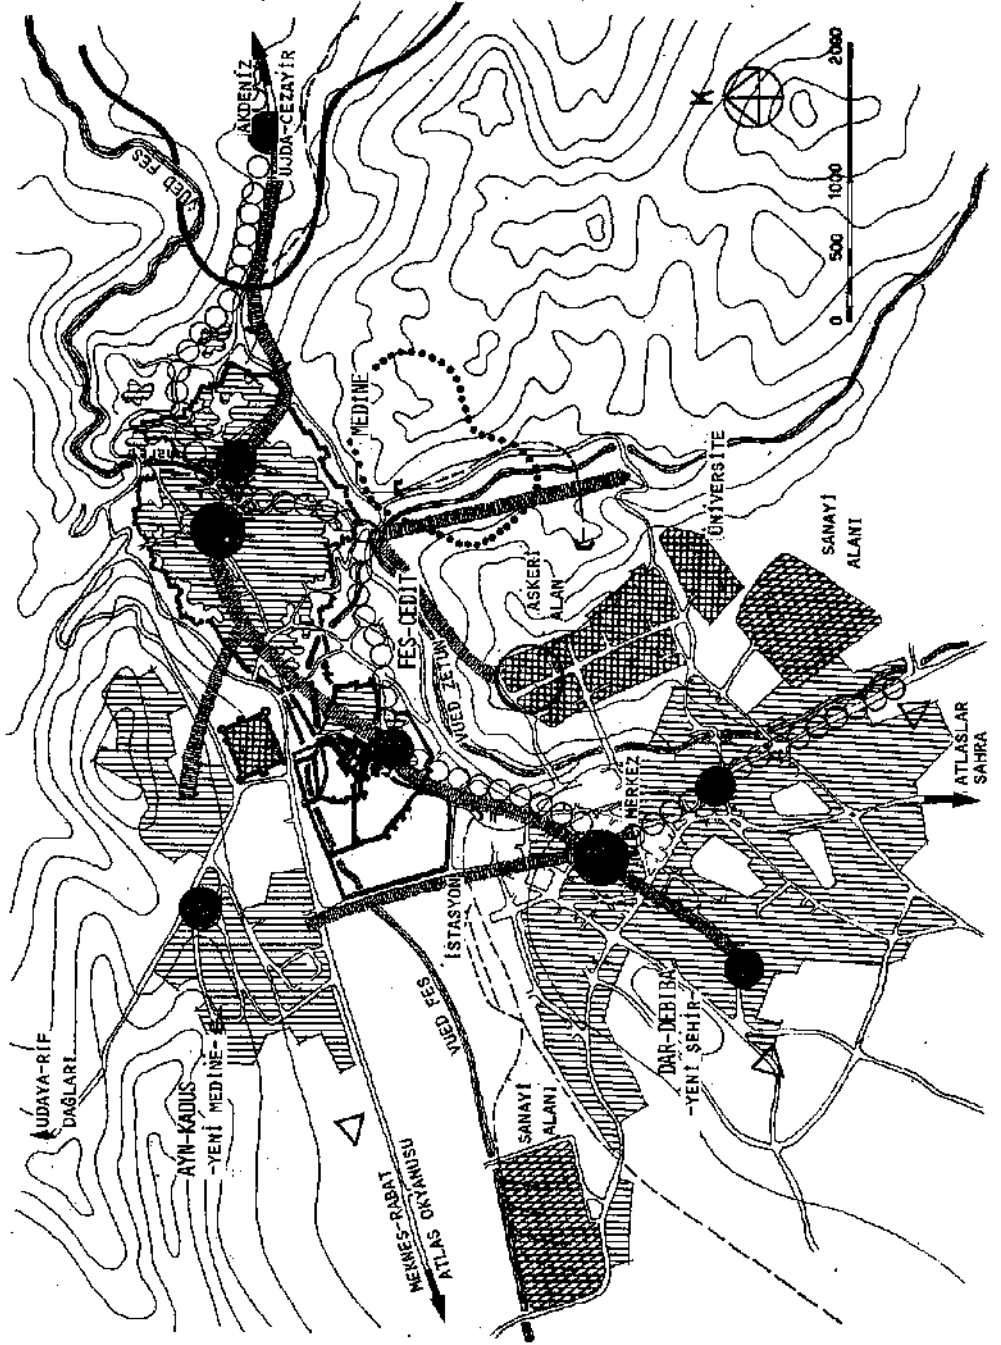 VUED FES
AKDENİZ
UJDA-CEZAYİR
K
0 500 1000 2000
MEDİNE
FES-CEDİT
VUED ZETUN
ASKERİ
ALAN
ÜNİVERSİTE
SANAYİ
ALANI
UDAYA-RİF
DAĞLARI
AYN-KADUS
-YENİ MEDİNE-
İSTASYON
MERKEZ
ATLASLAR
SAHRA
VUED FES
DAR-DEBIBA
-YENİ ŞEHİR-
SANAYİ
ALANI
MEKNES-RABAT
ATLAS OKYANUSU